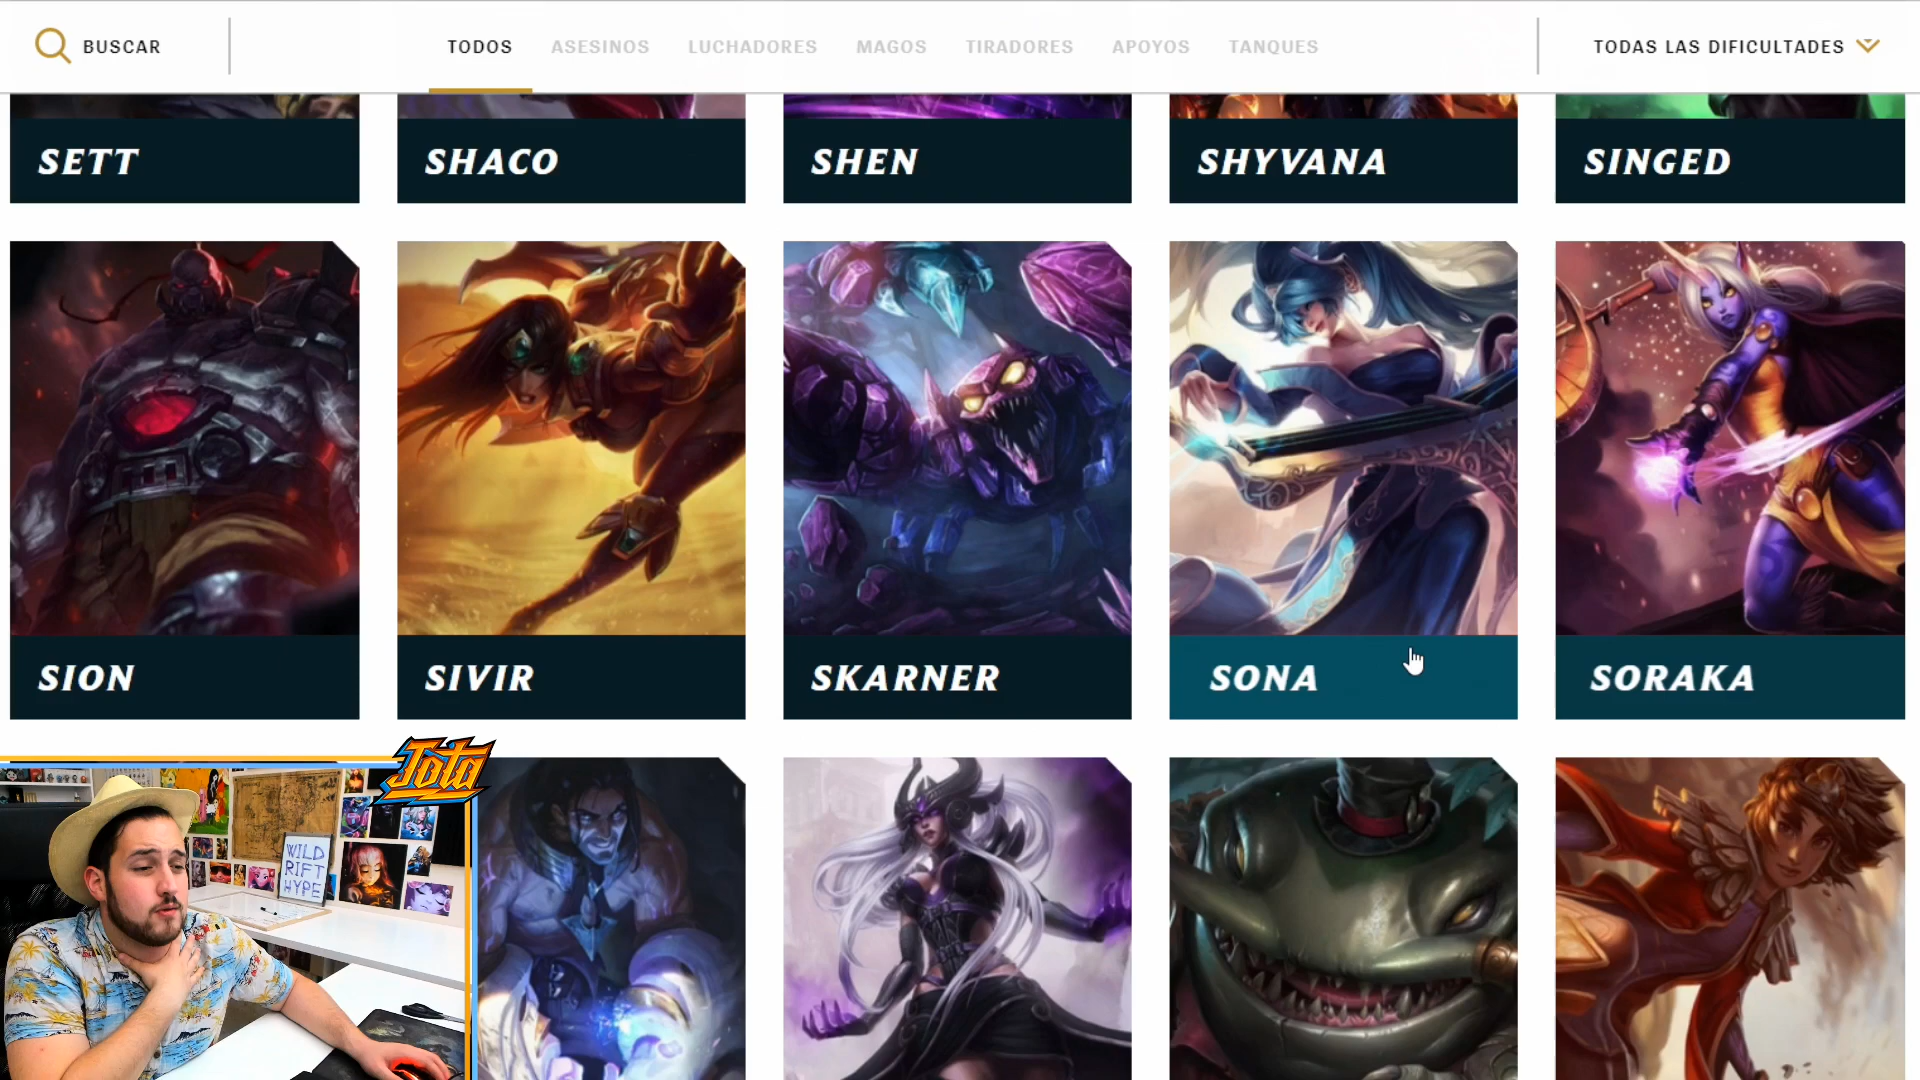 BUSCAR
TODOS ASESINOS LUCHADORES MAGOS TIRADORES APOYOS TANQUES
TODAS LAS DIFICULTADES
SETT SHACO SHEN SHYVANA SINGED
SION SIVIR SKARNER SONA SORAKA
Jota
WILD
RIFT
HYPE